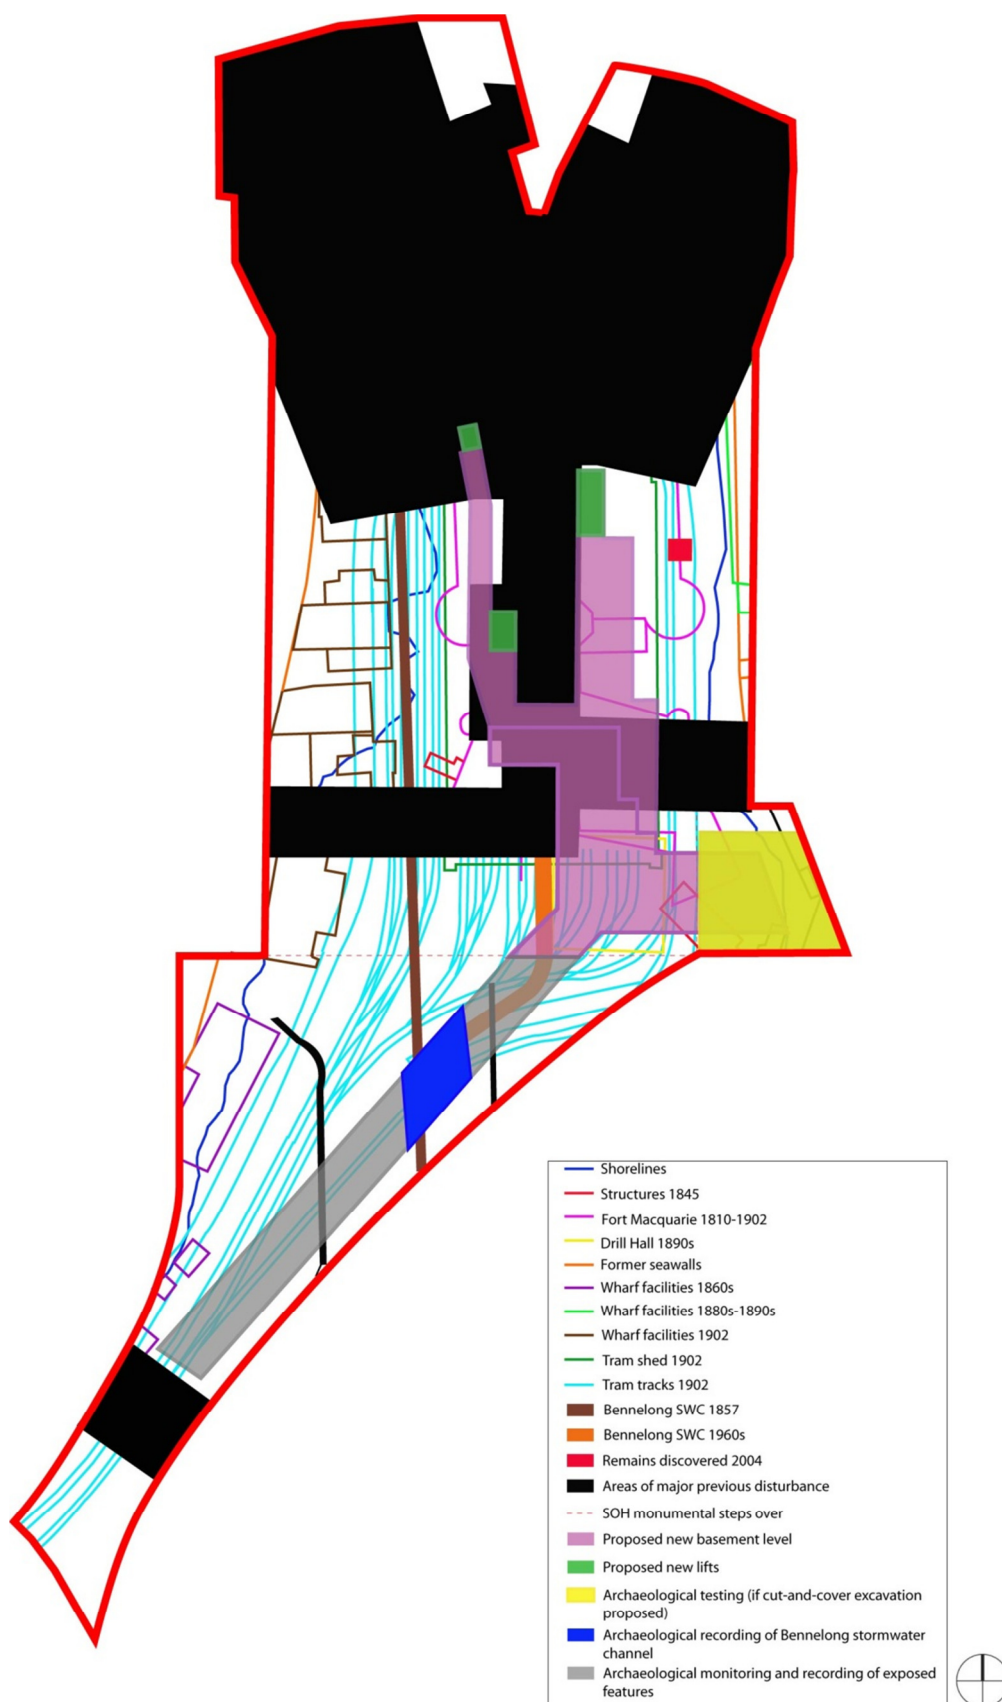 Shorelines
Structures 1845
Fort Macquarie 1810-1902
Drill Hall 1890s
Former seawalls
Wharf facilities 1860s
Wharf facilities 1880s-1890s
Wharf facilities 1902
Tram shed 1902
Tram tracks 1902
Bennelong SWC 1857
Bennelong SWC 1960s
Remains discovered 2004
Areas of major previous disturbance
SOH monumental steps over
Proposed new basement level
Proposed new lifts
Archaeological testing (if cut-and-cover excavation
proposed)
Archaeological recording of Bennelong stormwater
channel
Archaeological monitoring and recording of exposed
features